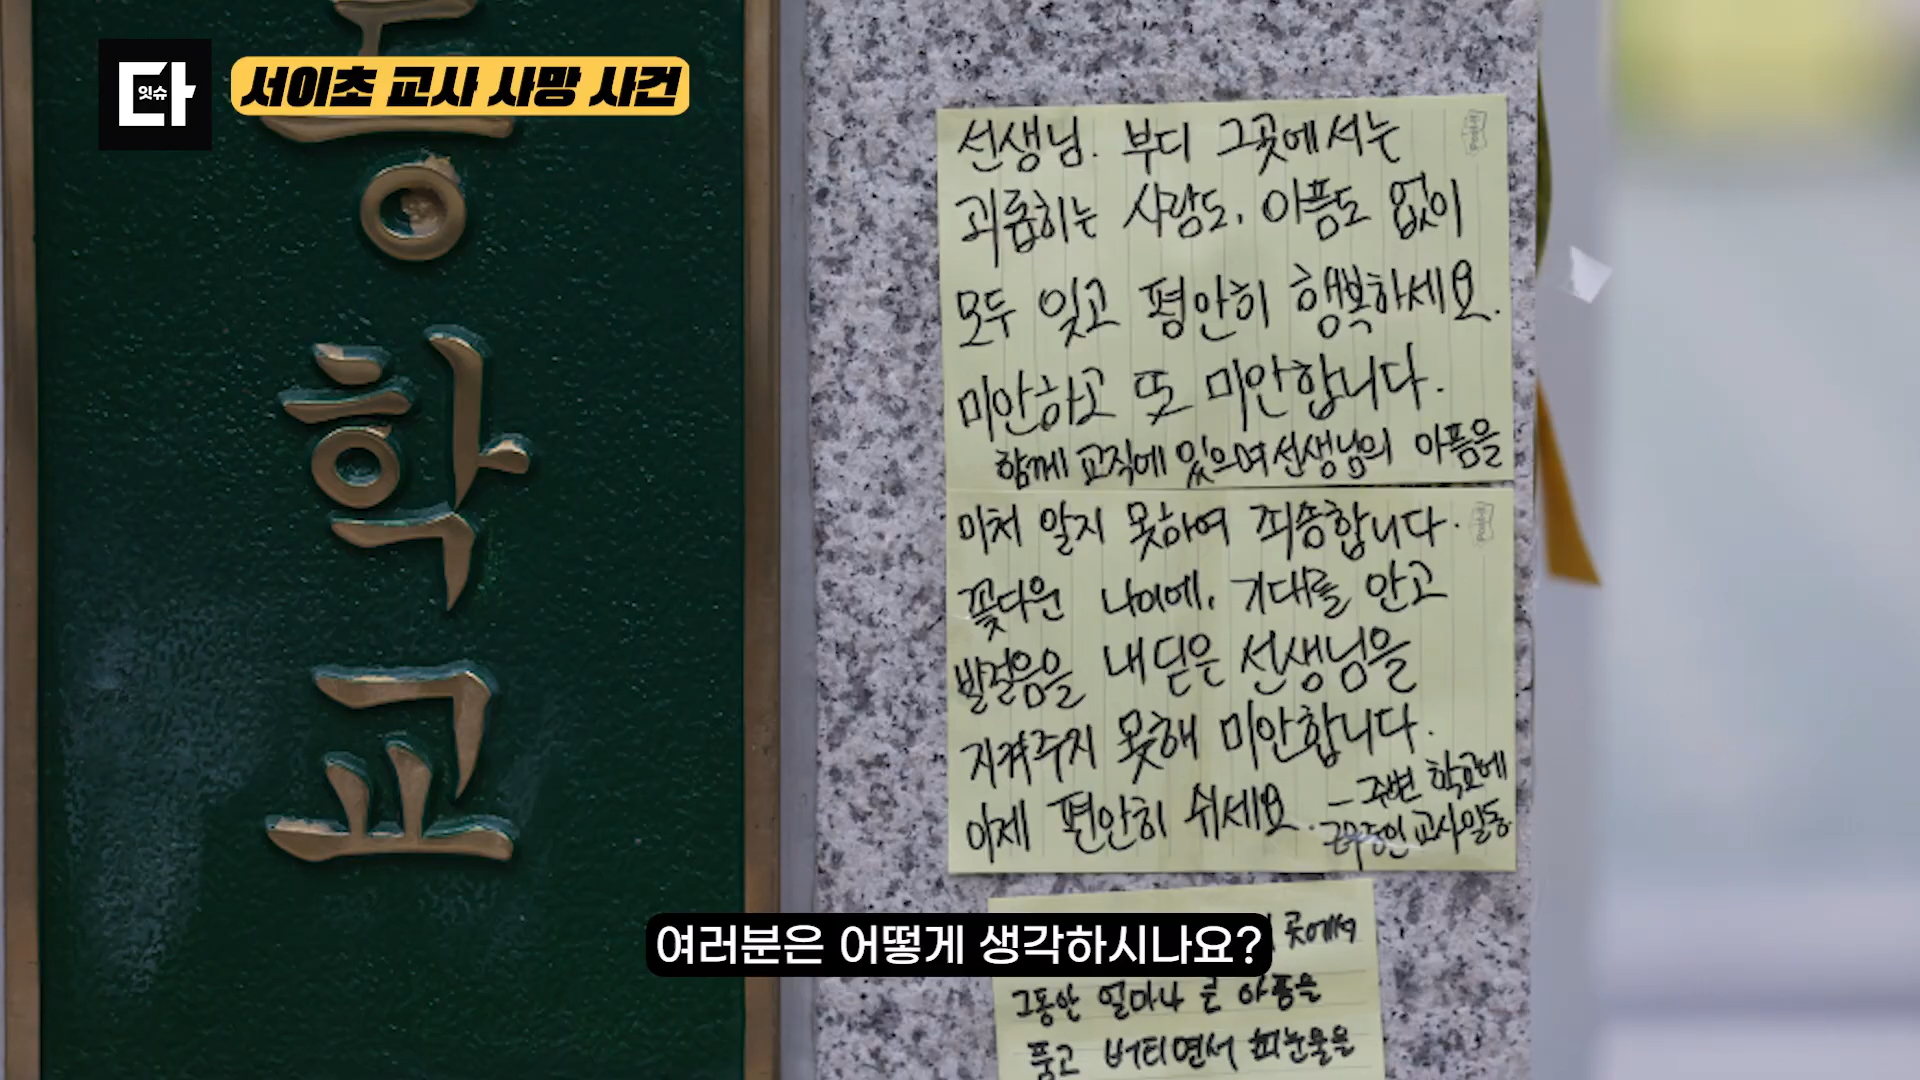 다
잇슈
서이초 교사 사망 사건
등
학
교
선생님. 부디 그곳에서는
괴롭히는 사람도, 아픔도 없이
모두 잊고 평안히 행복하세요.
미안하고 또 미안합니다.
함께 교직에 있으며 선생님의 아픔을
미처 알지 못하여 죄송합니다.
꽃다운 나이에, 기대를 안고
발걸음을 내딛은 선생님을
지켜주지 못해 미안합니다.
이제 편안히 쉬세요.
- 주변 학교에
근무중인 교사일동
곳에서
그동안 얼마나 큰 아픔을
품고 버티면서 피눈물을
여러분은 어떻게 생각하시나요?